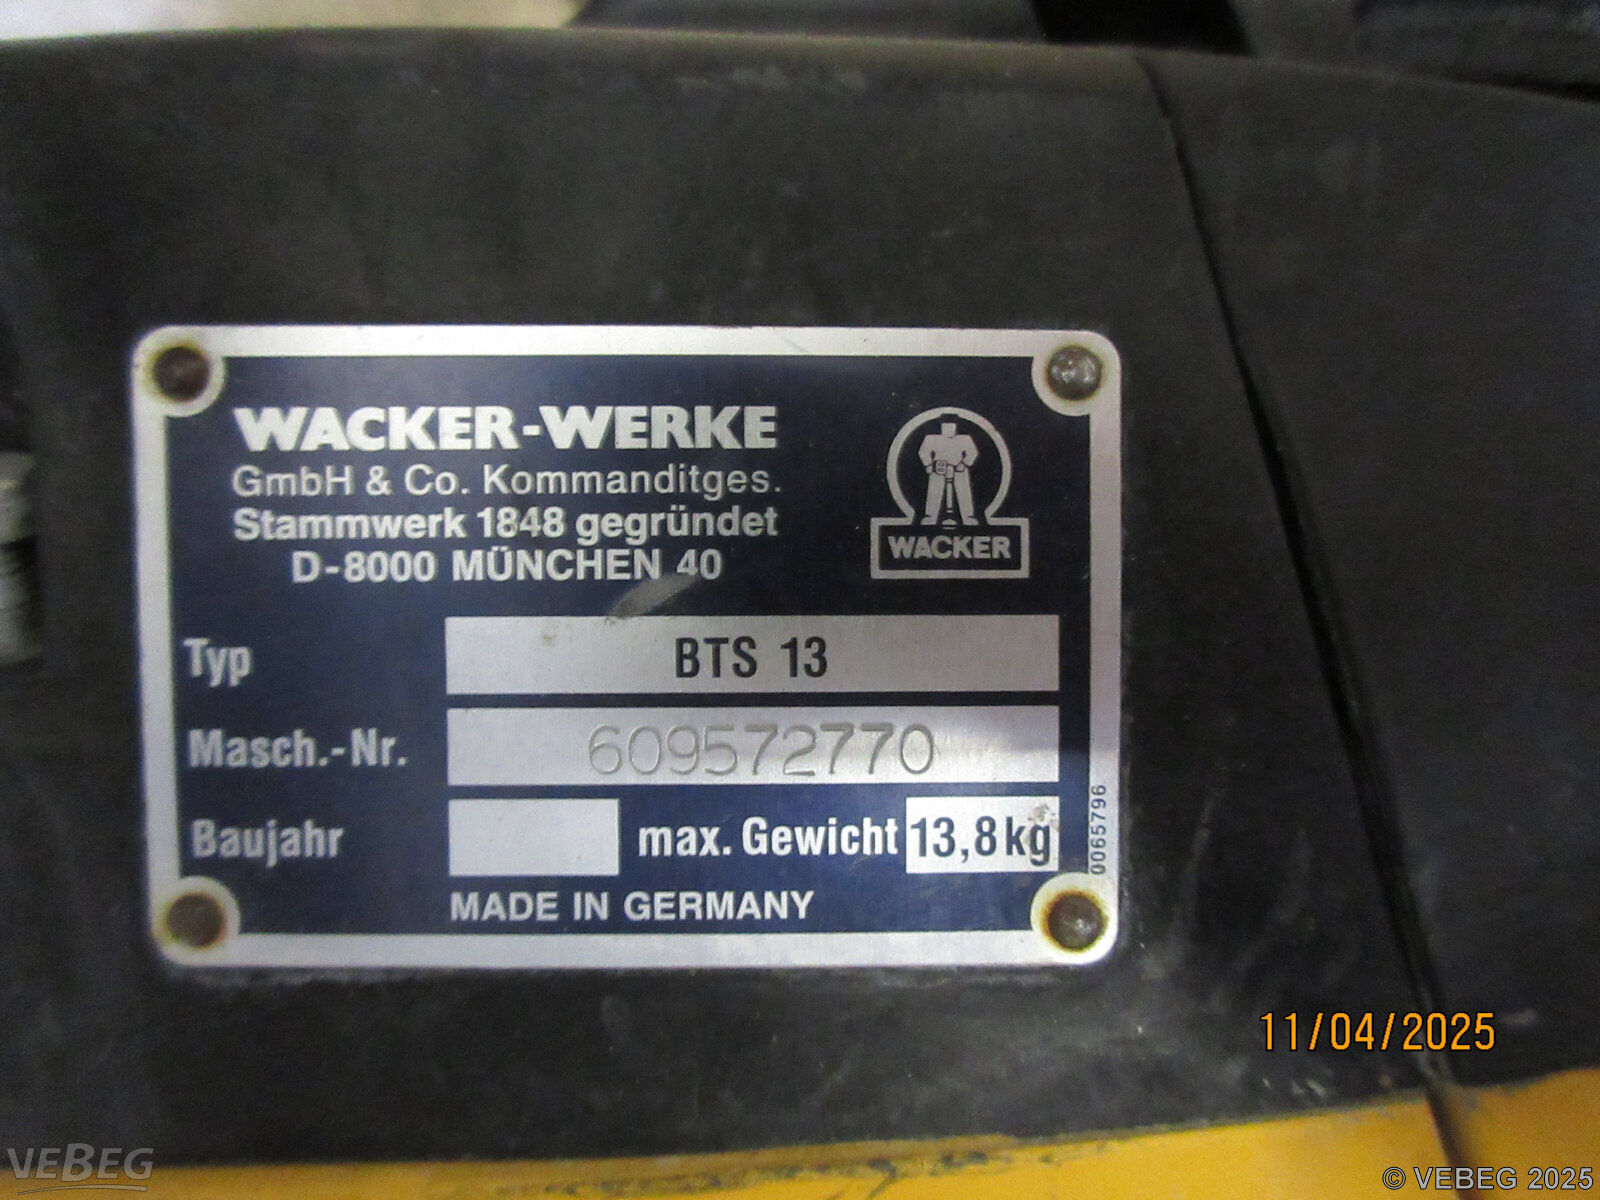 WACKER-WERKE
GmbH & Co. Kommanditges.
Stammwerk 1848 gegründet
D-8000 MÜNCHEN 40
WACKER
Typ BTS 13
Masch.-Nr. 609572770
Baujahr max. Gewicht 13,8 kg
MADE IN GERMANY
0065796
11/04/2025
VEBEG
© VEBEG 2025